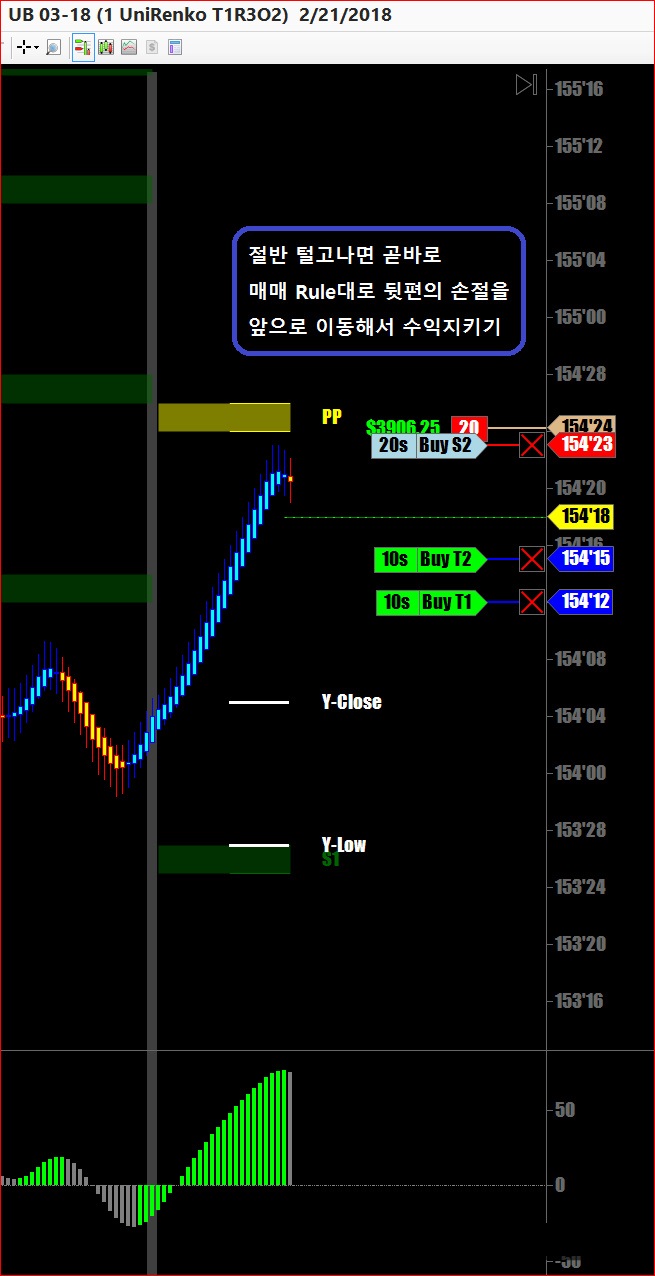 UB 03-18 (1 UniRenko T1R3O2) 2/21/2018
155'16
155'12
155'08
절반 털고나면 곧바로
매매 Rule대로 뒷편의 손절을
앞으로 이동해서 수익지키기
155'04
155'00
154'28
PP
$3906.25 20 154'24
20s Buy S2 154'23
154'20
154'18
154'16
10s Buy T2 154'15
10s Buy T1 154'12
154'08
Y-Close
154'04
154'00
153'28
Y-Low
S1
153'24
153'20
153'16
50
0
-50